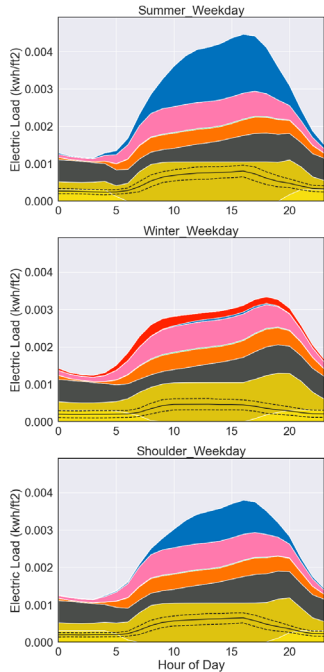 Summer_Weekday
Electric Load (kwh/ft2)
0.004
0.003
0.002
0.001
0.000
0 5 10 15 20
Winter_Weekday
Electric Load (kwh/ft2)
0.004
0.003
0.002
0.001
0.000
0 5 10 15 20
Shoulder_Weekday
Electric Load (kwh/ft2)
0.004
0.003
0.002
0.001
0.000
0 5 10 15 20
Hour of Day